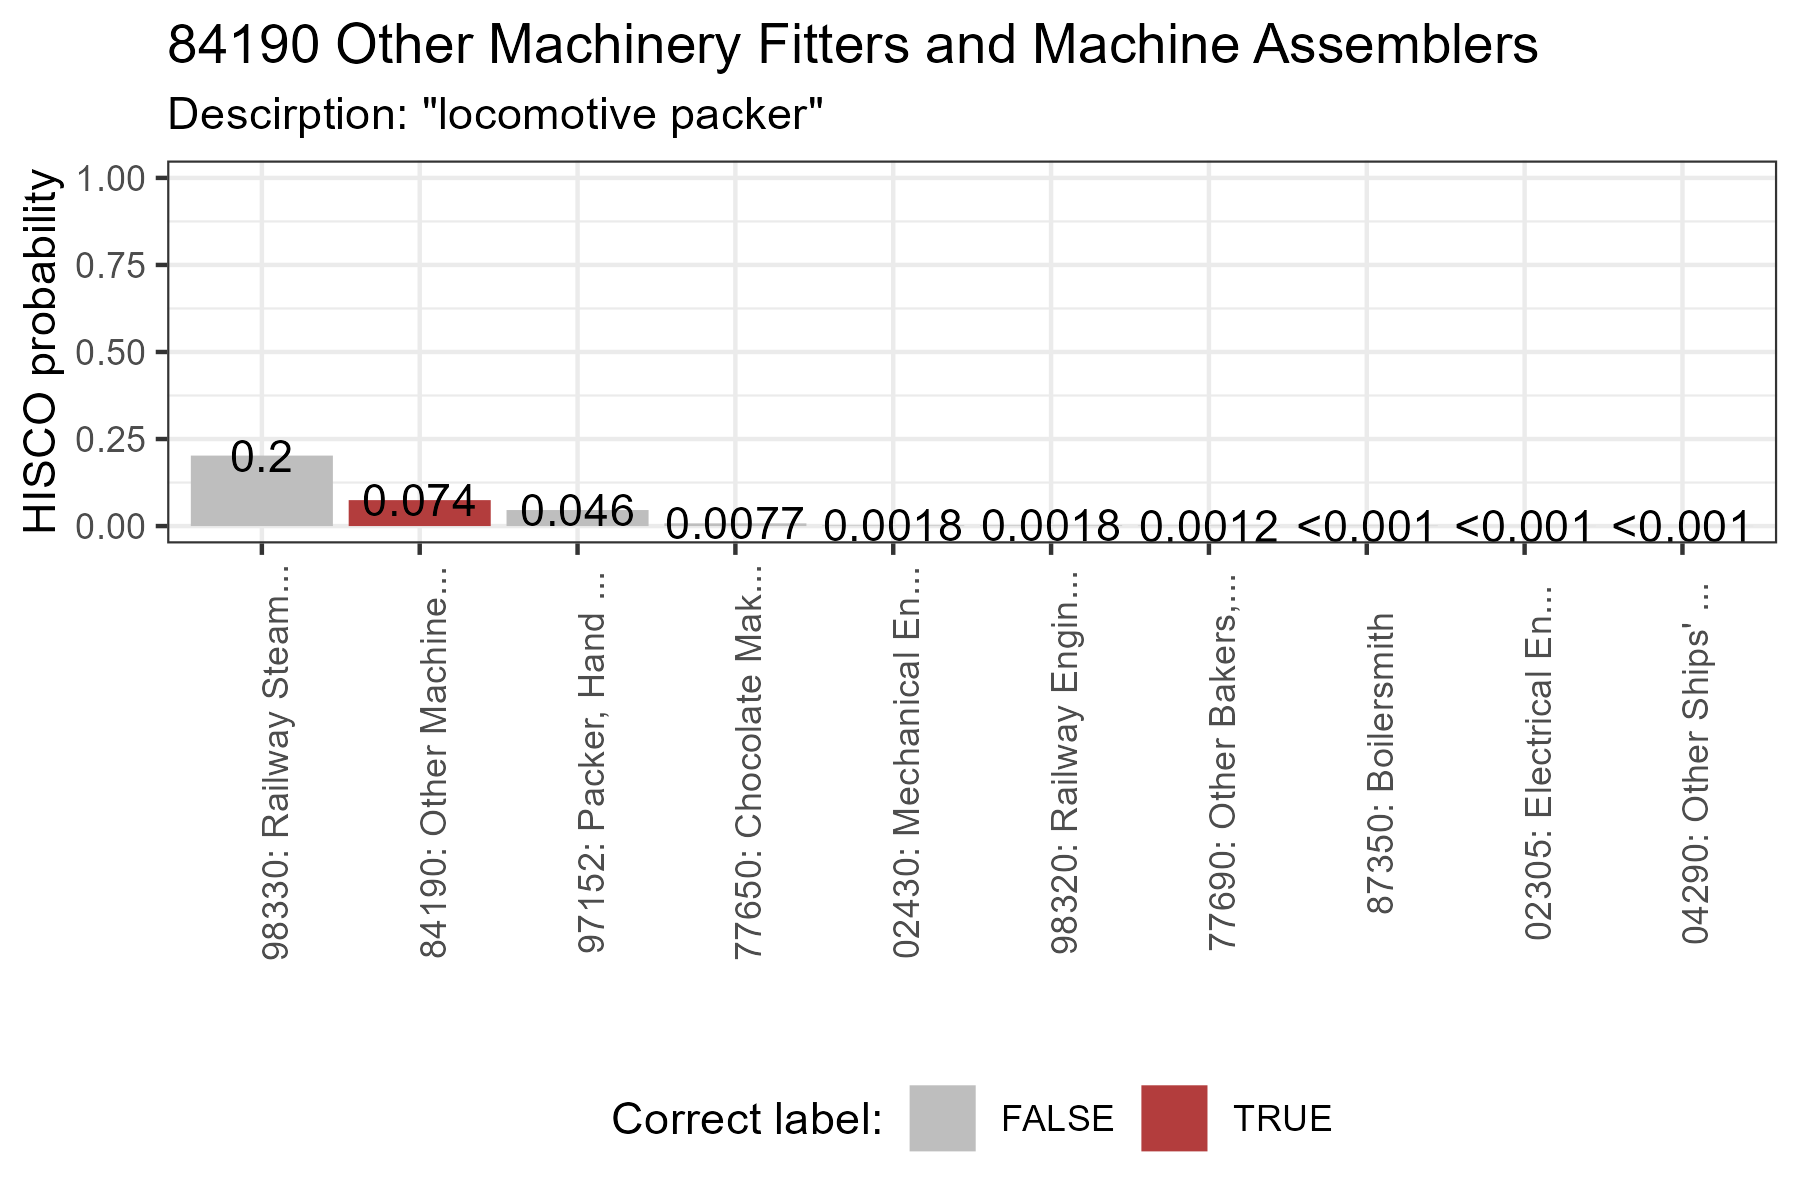 84190 Other Machinery Fitters and Machine Assemblers
Descirption: "locomotive packer"
HISCO probability
1.00
0.75
0.50
0.25
0.00
0.2
0.074
0.046
0.0077
0.0018
0.0018
0.0012
<0.001
<0.001
<0.001
98330: Railway Steam...
84190: Other Machine...
97152: Packer, Hand ...
77650: Chocolate Mak...
02430: Mechanical En...
98320: Railway Engin...
77690: Other Bakers,...
87350: Boilersmith
02305: Electrical En...
04290: Other Ships' ...
Correct label: FALSE TRUE